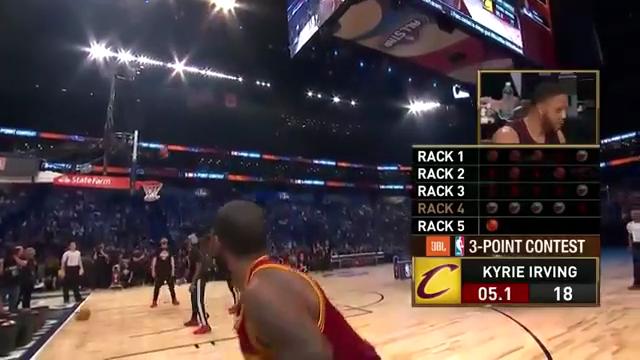 State Farm
RACK 1
RACK 2
RACK 3
RACK 4
RACK 5
JBL 3-POINT CONTEST
KYRIE IRVING
05.1 18